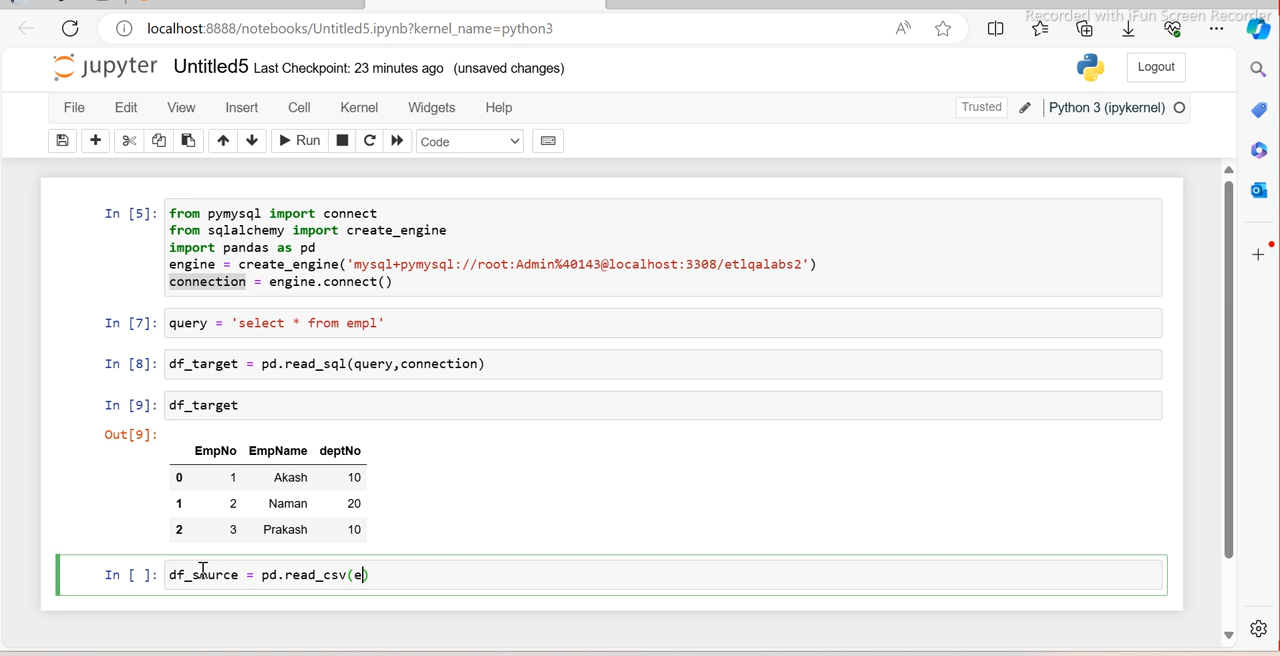 Recorded with iFun Screen Recorder
localhost:8888/notebooks/Untitled5.ipynb?kernel_name=python3
jupyter Untitled5 Last Checkpoint: 23 minutes ago (unsaved changes)
Logout
File Edit View Insert Cell Kernel Widgets Help
Trusted Python 3 (ipykernel)
Run Code
In [5]: from pymysql import connect
from sqlalchemy import create_engine
import pandas as pd
engine = create_engine('mysql+pymysql://root:Admin%40143@localhost:3308/etlqalabs2')
connection = engine.connect()
In [7]: query = 'select * from empl'
In [8]: df_target = pd.read_sql(query,connection)
In [9]: df_target
Out[9]:
EmpNo EmpName deptNo
0 1 Akash 10
1 2 Naman 20
2 3 Prakash 10
In [ ]: df_source = pd.read_csv(e)